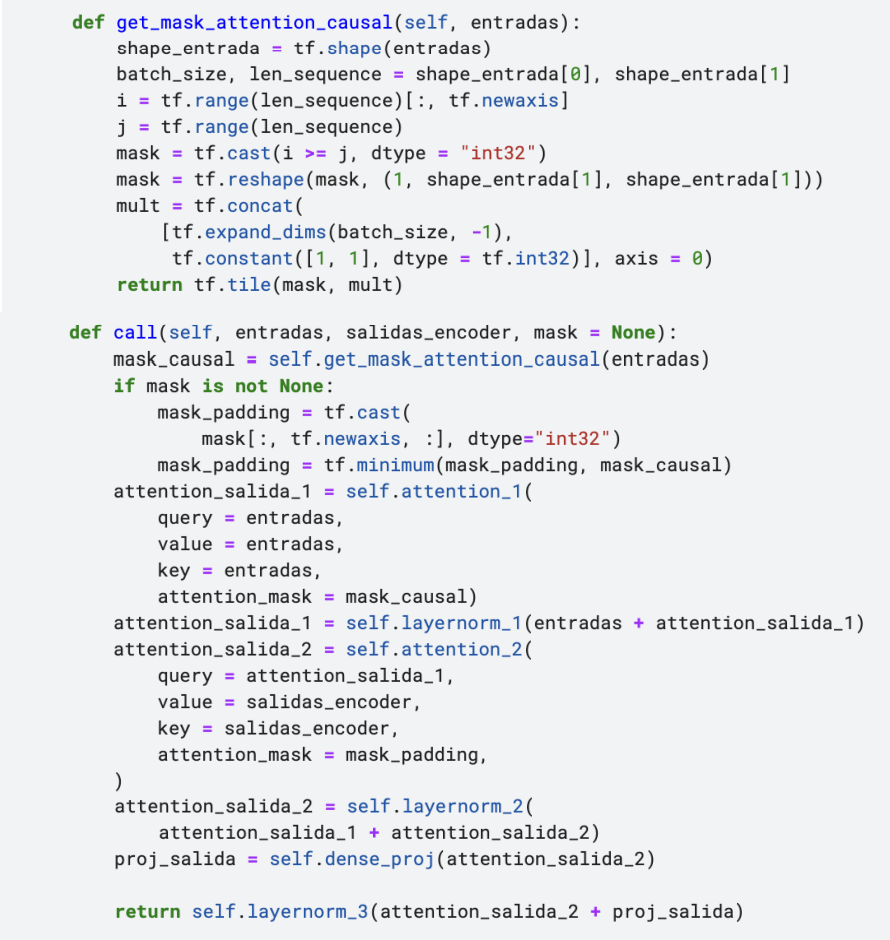 def get_mask_attention_causal(self, entradas):
    shape_entrada = tf.shape(entradas)
    batch_size, len_sequence = shape_entrada[0], shape_entrada[1]
    i = tf.range(len_sequence)[:, tf.newaxis]
    j = tf.range(len_sequence)
    mask = tf.cast(i >= j, dtype = "int32")
    mask = tf.reshape(mask, (1, shape_entrada[1], shape_entrada[1]))
    mult = tf.concat(
        [tf.expand_dims(batch_size, -1),
         tf.constant([1, 1], dtype = tf.int32)], axis = 0)
    return tf.tile(mask, mult)
def call(self, entradas, salidas_encoder, mask = None):
    mask_causal = self.get_mask_attention_causal(entradas)
    if mask is not None:
        mask_padding = tf.cast(
            mask[:, tf.newaxis, :], dtype="int32")
        mask_padding = tf.minimum(mask_padding, mask_causal)
    attention_salida_1 = self.attention_1(
        query = entradas,
        value = entradas,
        key = entradas,
        attention_mask = mask_causal)
    attention_salida_1 = self.layernorm_1(entradas + attention_salida_1)
    attention_salida_2 = self.attention_2(
        query = attention_salida_1,
        value = salidas_encoder,
        key = salidas_encoder,
        attention_mask = mask_padding,
    )
    attention_salida_2 = self.layernorm_2(
        attention_salida_1 + attention_salida_2)
    proj_salida = self.dense_proj(attention_salida_2)
    return self.layernorm_3(attention_salida_2 + proj_salida)